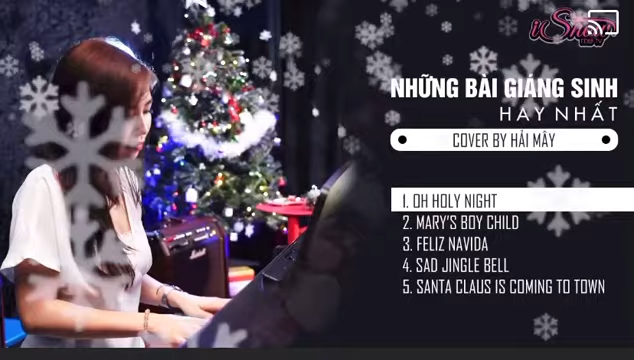 iShow
NHỮNG BÀI GIÁNG SINH
HAY NHẤT
COVER BY HẢI MÂY
1. OH HOLY NIGHT
2. MARY'S BOY CHILD
3. FELIZ NAVIDA
4. SAD JINGLE BELL
5. SANTA CLAUS IS COMING TO TOWN